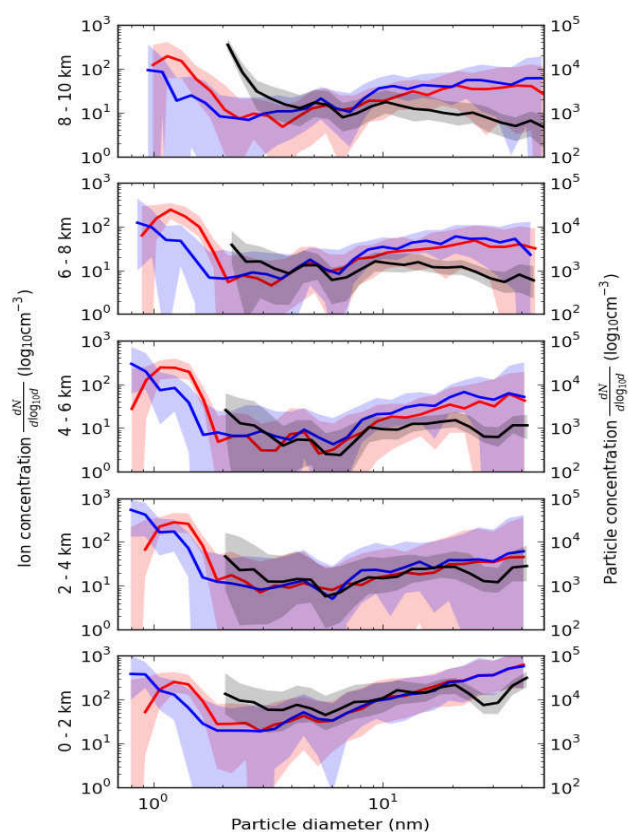 10³ 10⁵
10² 10⁴
10¹ 10³
10⁰ 10²
8 - 10 km
10³ 10⁵
10² 10⁴
10¹ 10³
10⁰ 10²
6 - 8 km
10³ 10⁵
10² 10⁴
10¹ 10³
10⁰ 10²
4 - 6 km
10³ 10⁵
10² 10⁴
10¹ 10³
10⁰ 10²
2 - 4 km
10³ 10⁵
10² 10⁴
10¹ 10³
10⁰ 10²
0 - 2 km
10⁰ 10¹
Particle diameter (nm)
Ion concentration dN/dlog₁₀d (log₁₀cm⁻³)
Particle concentration dN/dlog₁₀d (log₁₀cm⁻³)